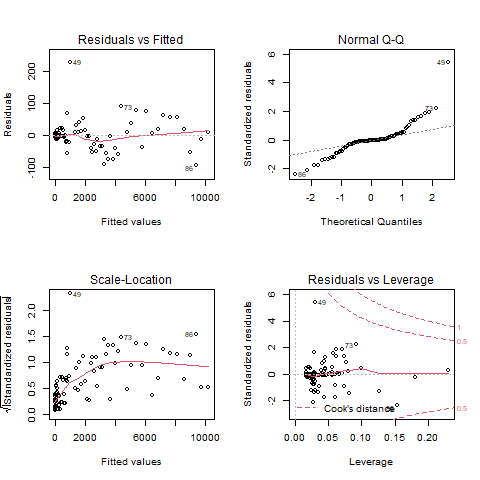 Residuals vs Fitted
Residuals
-100 0 100 200
49
73
86
0 2000 6000 10000
Fitted values
Normal Q-Q
Standardized residuals
-2 0 2 4 6
49
73
86
-2 -1 0 1 2
Theoretical Quantiles
Scale-Location
√|Standardized residuals|
0.0 0.5 1.0 1.5 2.0
49
73
86
0 2000 6000 10000
Fitted values
Residuals vs Leverage
Standardized residuals
-2 0 2 4 6
49
73
86
1
0.5
0.5
Cook's distance
0.00 0.05 0.10 0.15 0.20
Leverage